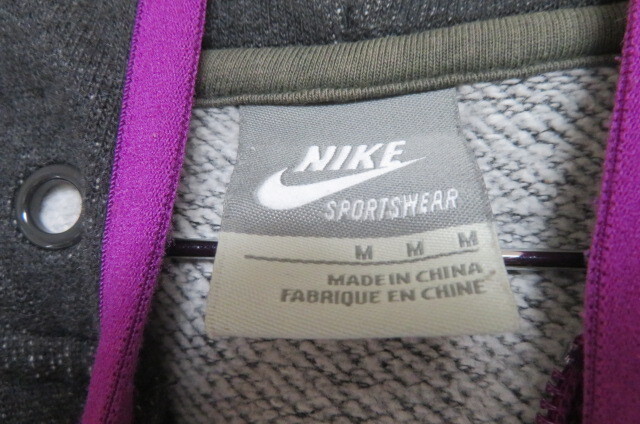 NIKE
SPORTSWEAR
M M M
MADE IN CHINA
FABRIQUE EN CHINE